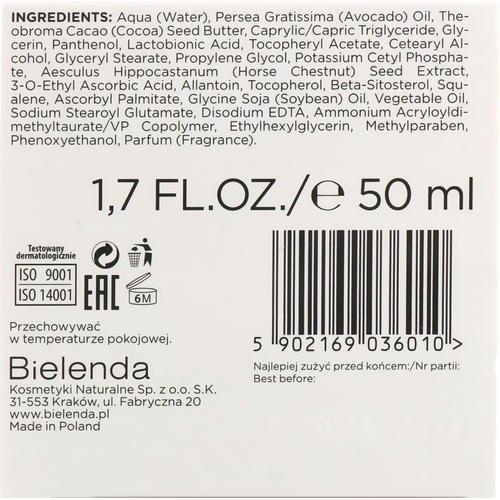 INGREDIENTS: Aqua (Water), Persea Gratissima (Avocado) Oil, The-
obroma Cacao (Cocoa) Seed Butter, Caprylic/Capric Triglyceride, Gly-
cerin, Panthenol, Lactobionic Acid, Tocopheryl Acetate, Cetearyl Al-
cohol, Glyceryl Stearate, Propylene Glycol, Potassium Cetyl Phospha-
te, Aesculus Hippocastanum (Horse Chestnut) Seed Extract,
3-O-Ethyl Ascorbic Acid, Allantoin, Tocopherol, Beta-Sitosterol, Squ-
alene, Ascorbyl Palmitate, Glycine Soja (Soybean) Oil, Vegetable Oil,
Sodium Stearoyl Glutamate, Disodium EDTA, Ammonium Acryloyldi-
methyltaurate/VP Copolymer, Ethylhexylglycerin, Methylparaben,
Phenoxyethanol, Parfum (Fragrance).
1,7 FL.OZ./℮ 50 ml
Testowany
dermatologicznie
ISO 9001
ISO 14001
EAC
6M
Przechowywać
w temperaturze pokojowej.
Bielenda
Kosmetyki Naturalne Sp. z o.o. S.K.
31-553 Kraków, ul. Fabryczna 20
www.bielenda.pl
Made in Poland
5 902169 036010 >
Najlepiej zużyć przed końcem:/Nr partii:
Best before: